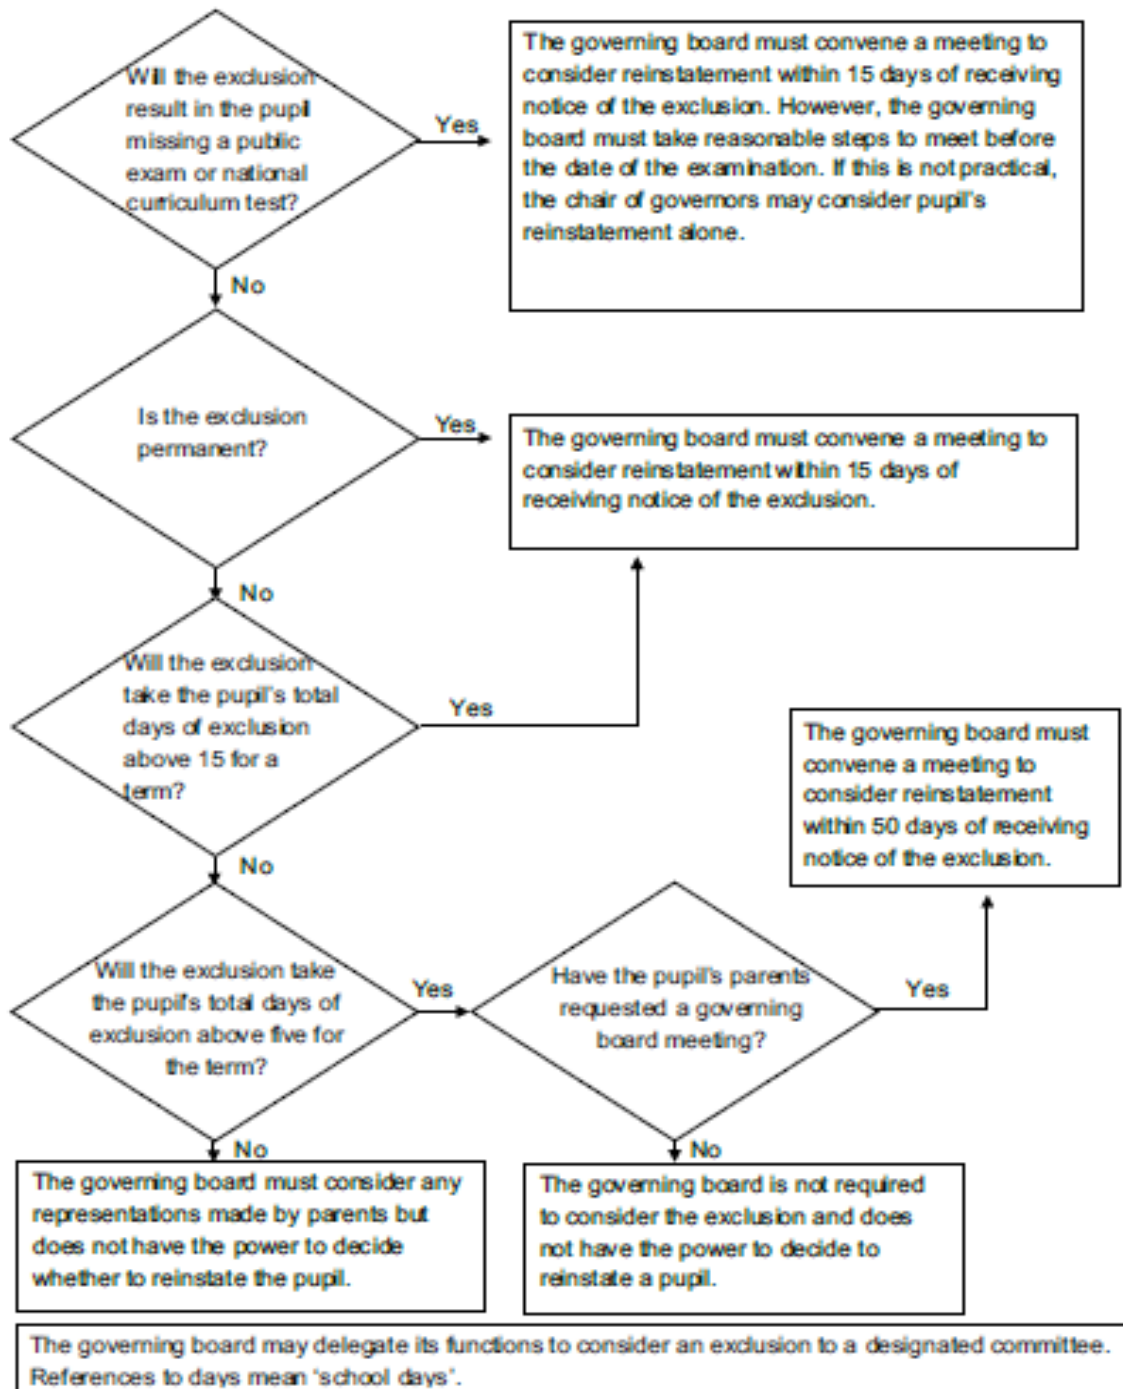 Will the exclusion
result in the pupil
missing a public
exam or national
curriculum test?
Yes
The governing board must convene a meeting to
consider reinstatement within 15 days of receiving
notice of the exclusion. However, the governing
board must take reasonable steps to meet before
the date of the examination. If this is not practical,
the chair of governors may consider pupil's
reinstatement alone.
No
Is the exclusion
permanent?
Yes
The governing board must convene a meeting to
consider reinstatement within 15 days of
receiving notice of the exclusion.
No
Will the exclusion
take the pupil's total
days of exclusion
above 15 for a
term?
Yes
The governing board must
convene a meeting to
consider reinstatement
within 50 days of receiving
notice of the exclusion.
No
Will the exclusion take
the pupil's total days of
exclusion above five for
the term?
Yes
Have the pupil's parents
requested a governing
board meeting?
Yes
No
The governing board must consider any
representations made by parents but
does not have the power to decide
whether to reinstate the pupil.
No
The governing board is not required
to consider the exclusion and does
not have the power to decide to
reinstate a pupil.
The governing board may delegate its functions to consider an exclusion to a designated committee.
References to days mean 'school days'.